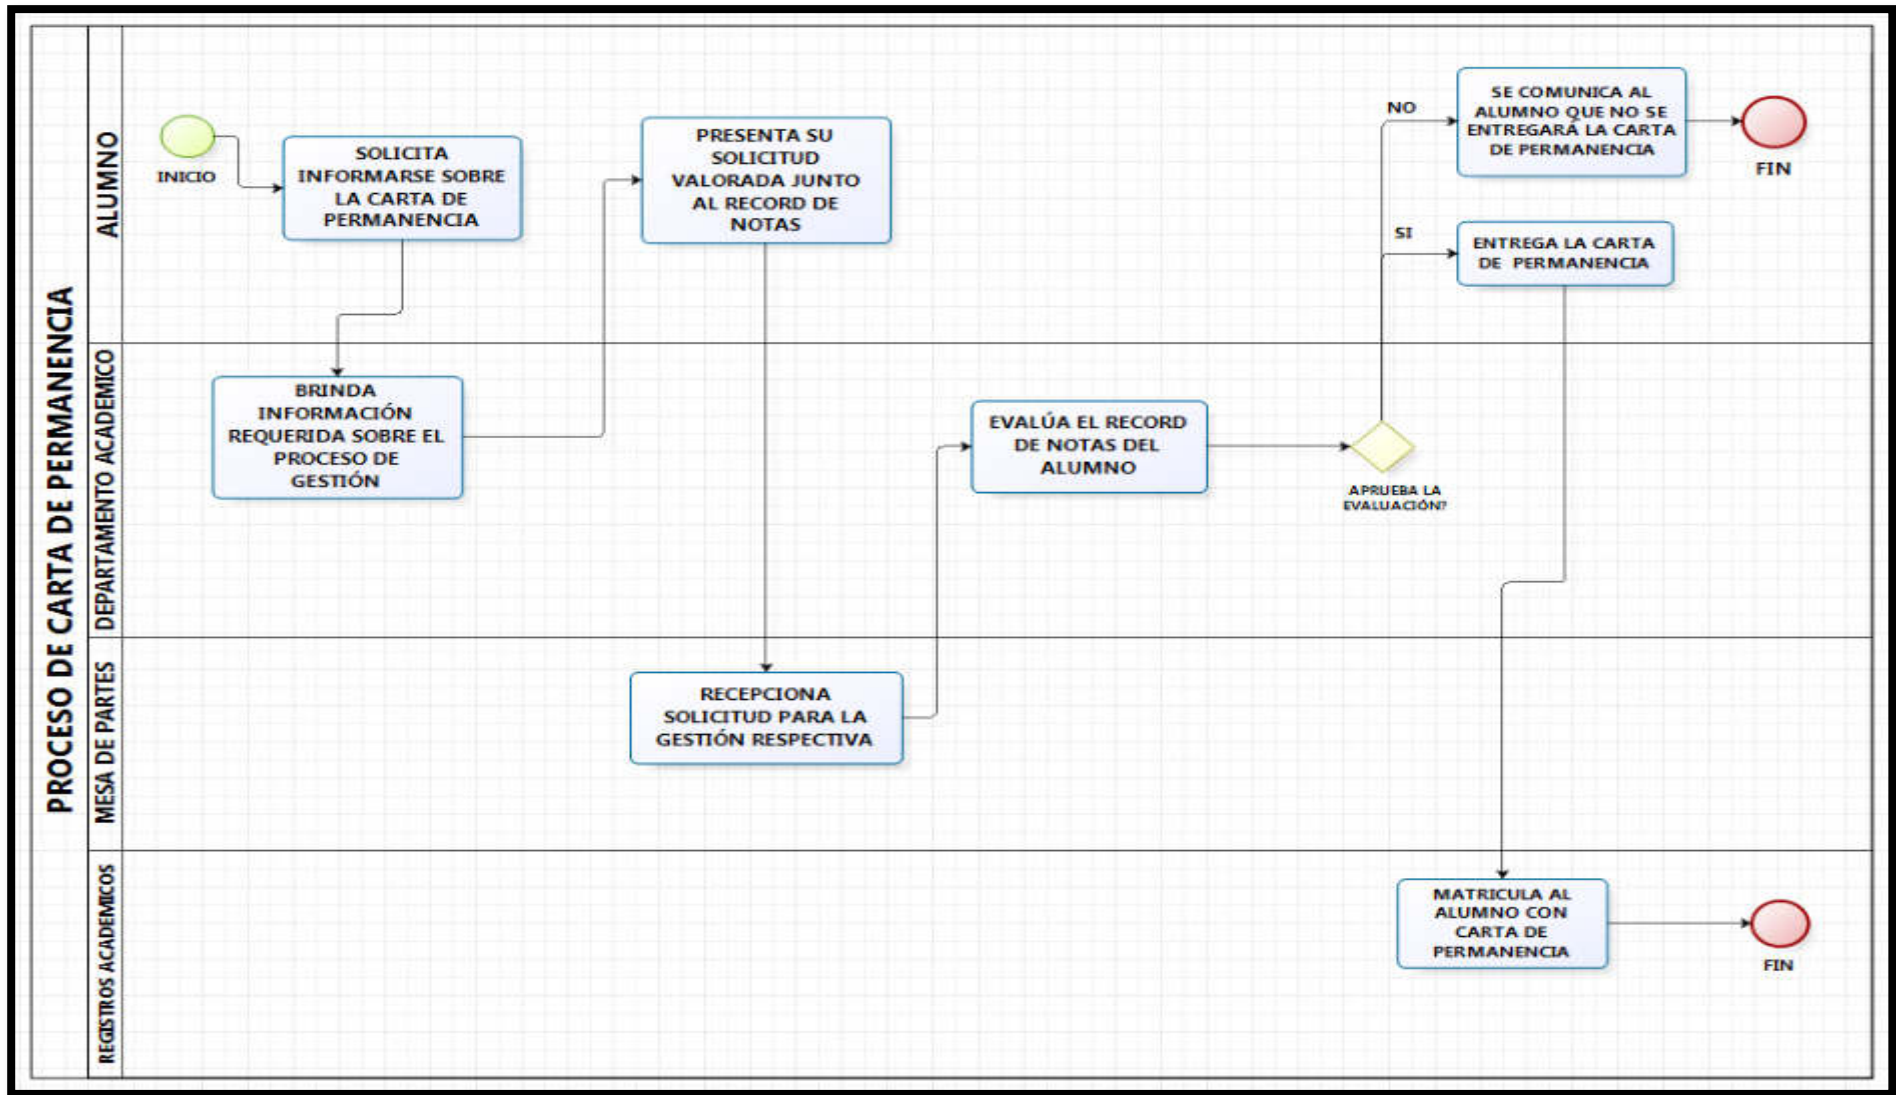 PROCESO DE CARTA DE PERMANENCIA
ALUMNO
INICIO
SOLICITA
INFORMARSE SOBRE
LA CARTA DE
PERMANENCIA
PRESENTA SU
SOLICITUD
VALORADA JUNTO
AL RECORD DE
NOTAS
NO
SE COMUNICA AL
ALUMNO QUE NO SE
ENTREGARÁ LA CARTA
DE PERMANENCIA
FIN
SI
ENTREGA LA CARTA
DE PERMANENCIA
DEPARTAMENTO ACADEMICO
BRINDA
INFORMACIÓN
REQUERIDA SOBRE EL
PROCESO DE
GESTIÓN
EVALÚA EL RECORD
DE NOTAS DEL
ALUMNO
APRUEBA LA
EVALUACIÓN?
MESA DE PARTES
RECEPCIONA
SOLICITUD PARA LA
GESTIÓN RESPECTIVA
REGISTROS ACADEMICOS
MATRICULA AL
ALUMNO CON
CARTA DE
PERMANENCIA
FIN